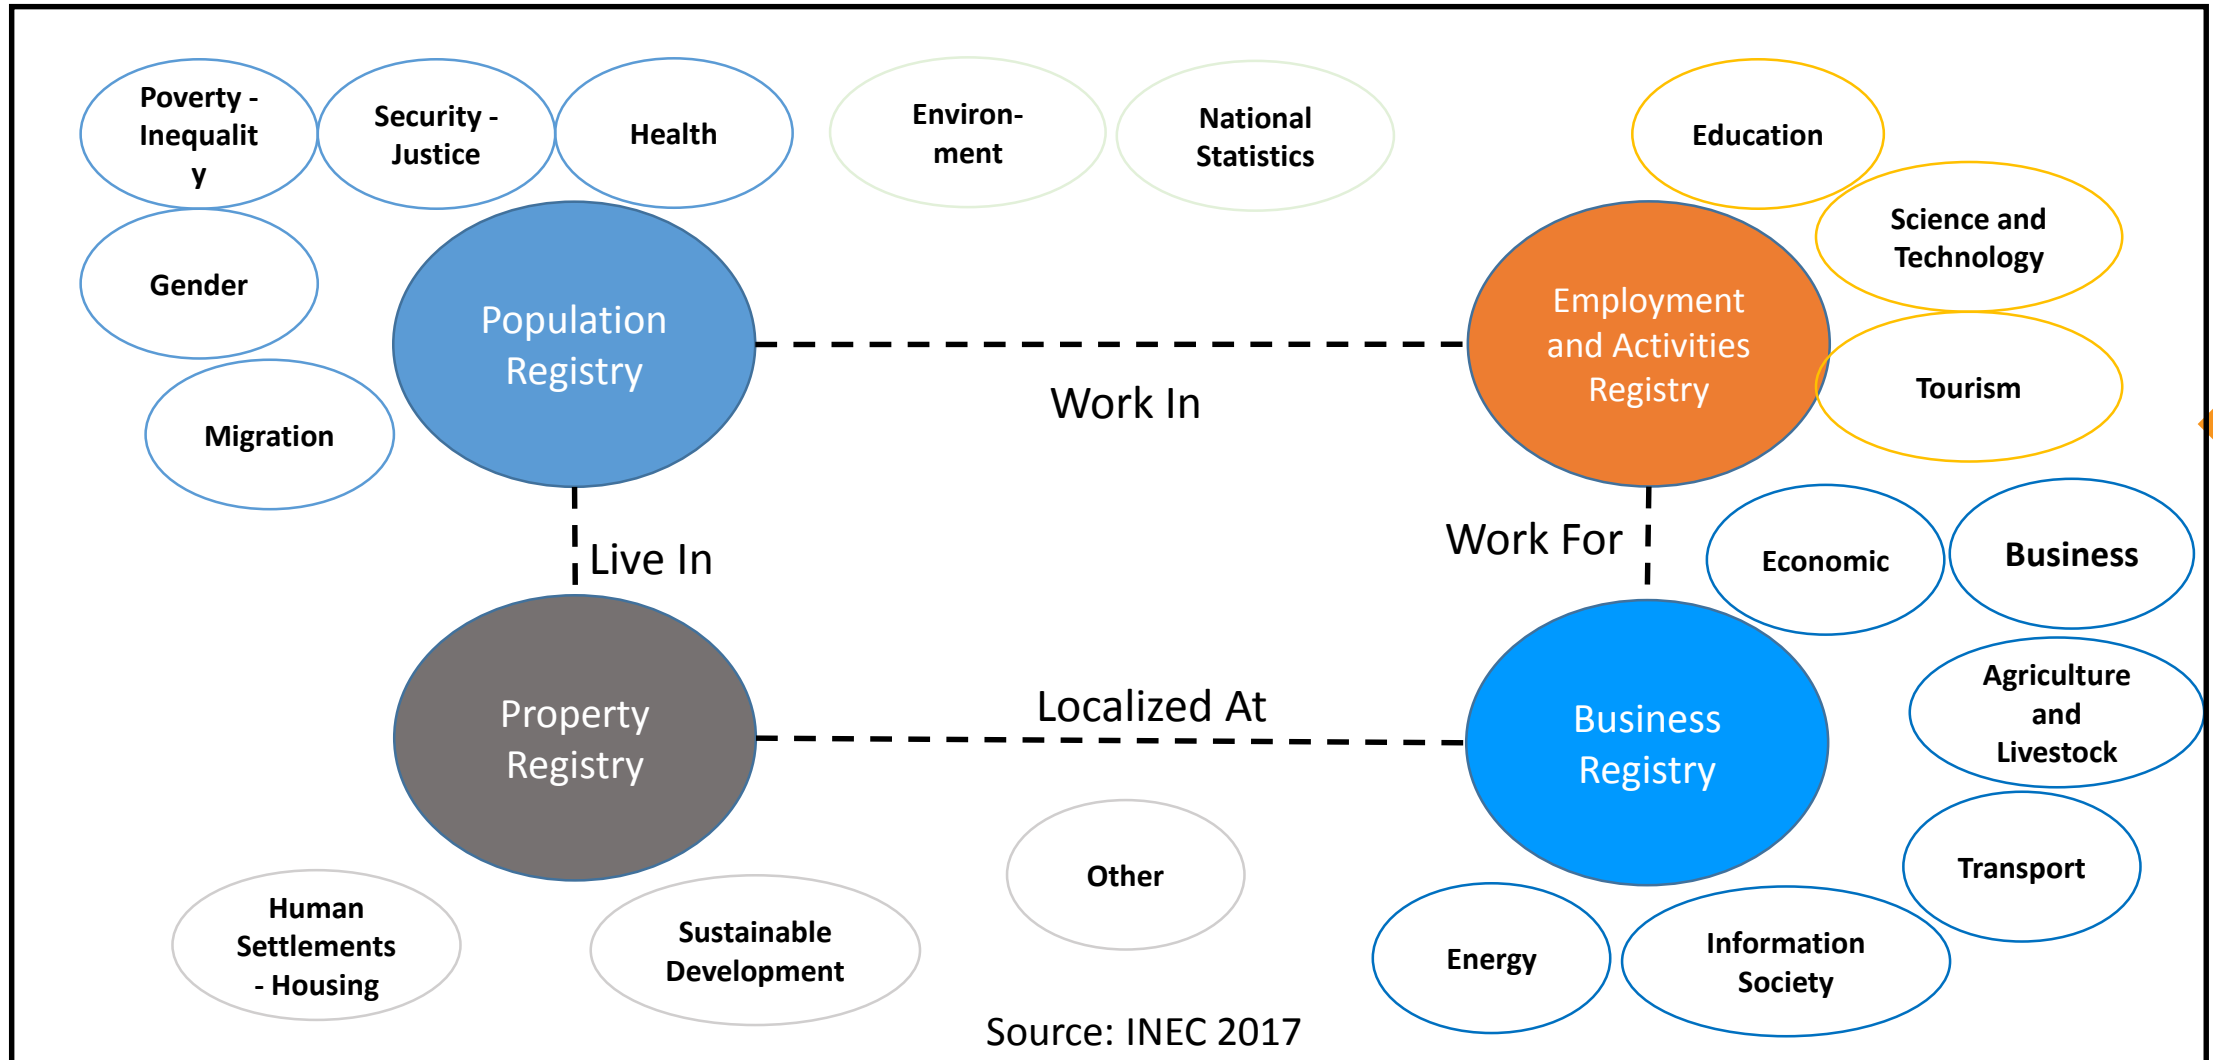 Poverty -
Inequalit
y
Security -
Justice
Health
Environ-
ment
National
Statistics
Education
Science and
Technology
Gender
Population
Registry
Employment
and Activities
Registry
Tourism
Work In
Migration
Live In
Work For
Economic
Business
Property
Registry
Localized At
Business
Registry
Agriculture
and
Livestock
Transport
Other
Human
Settlements
- Housing
Sustainable
Development
Energy
Information
Society
Source: INEC 2017